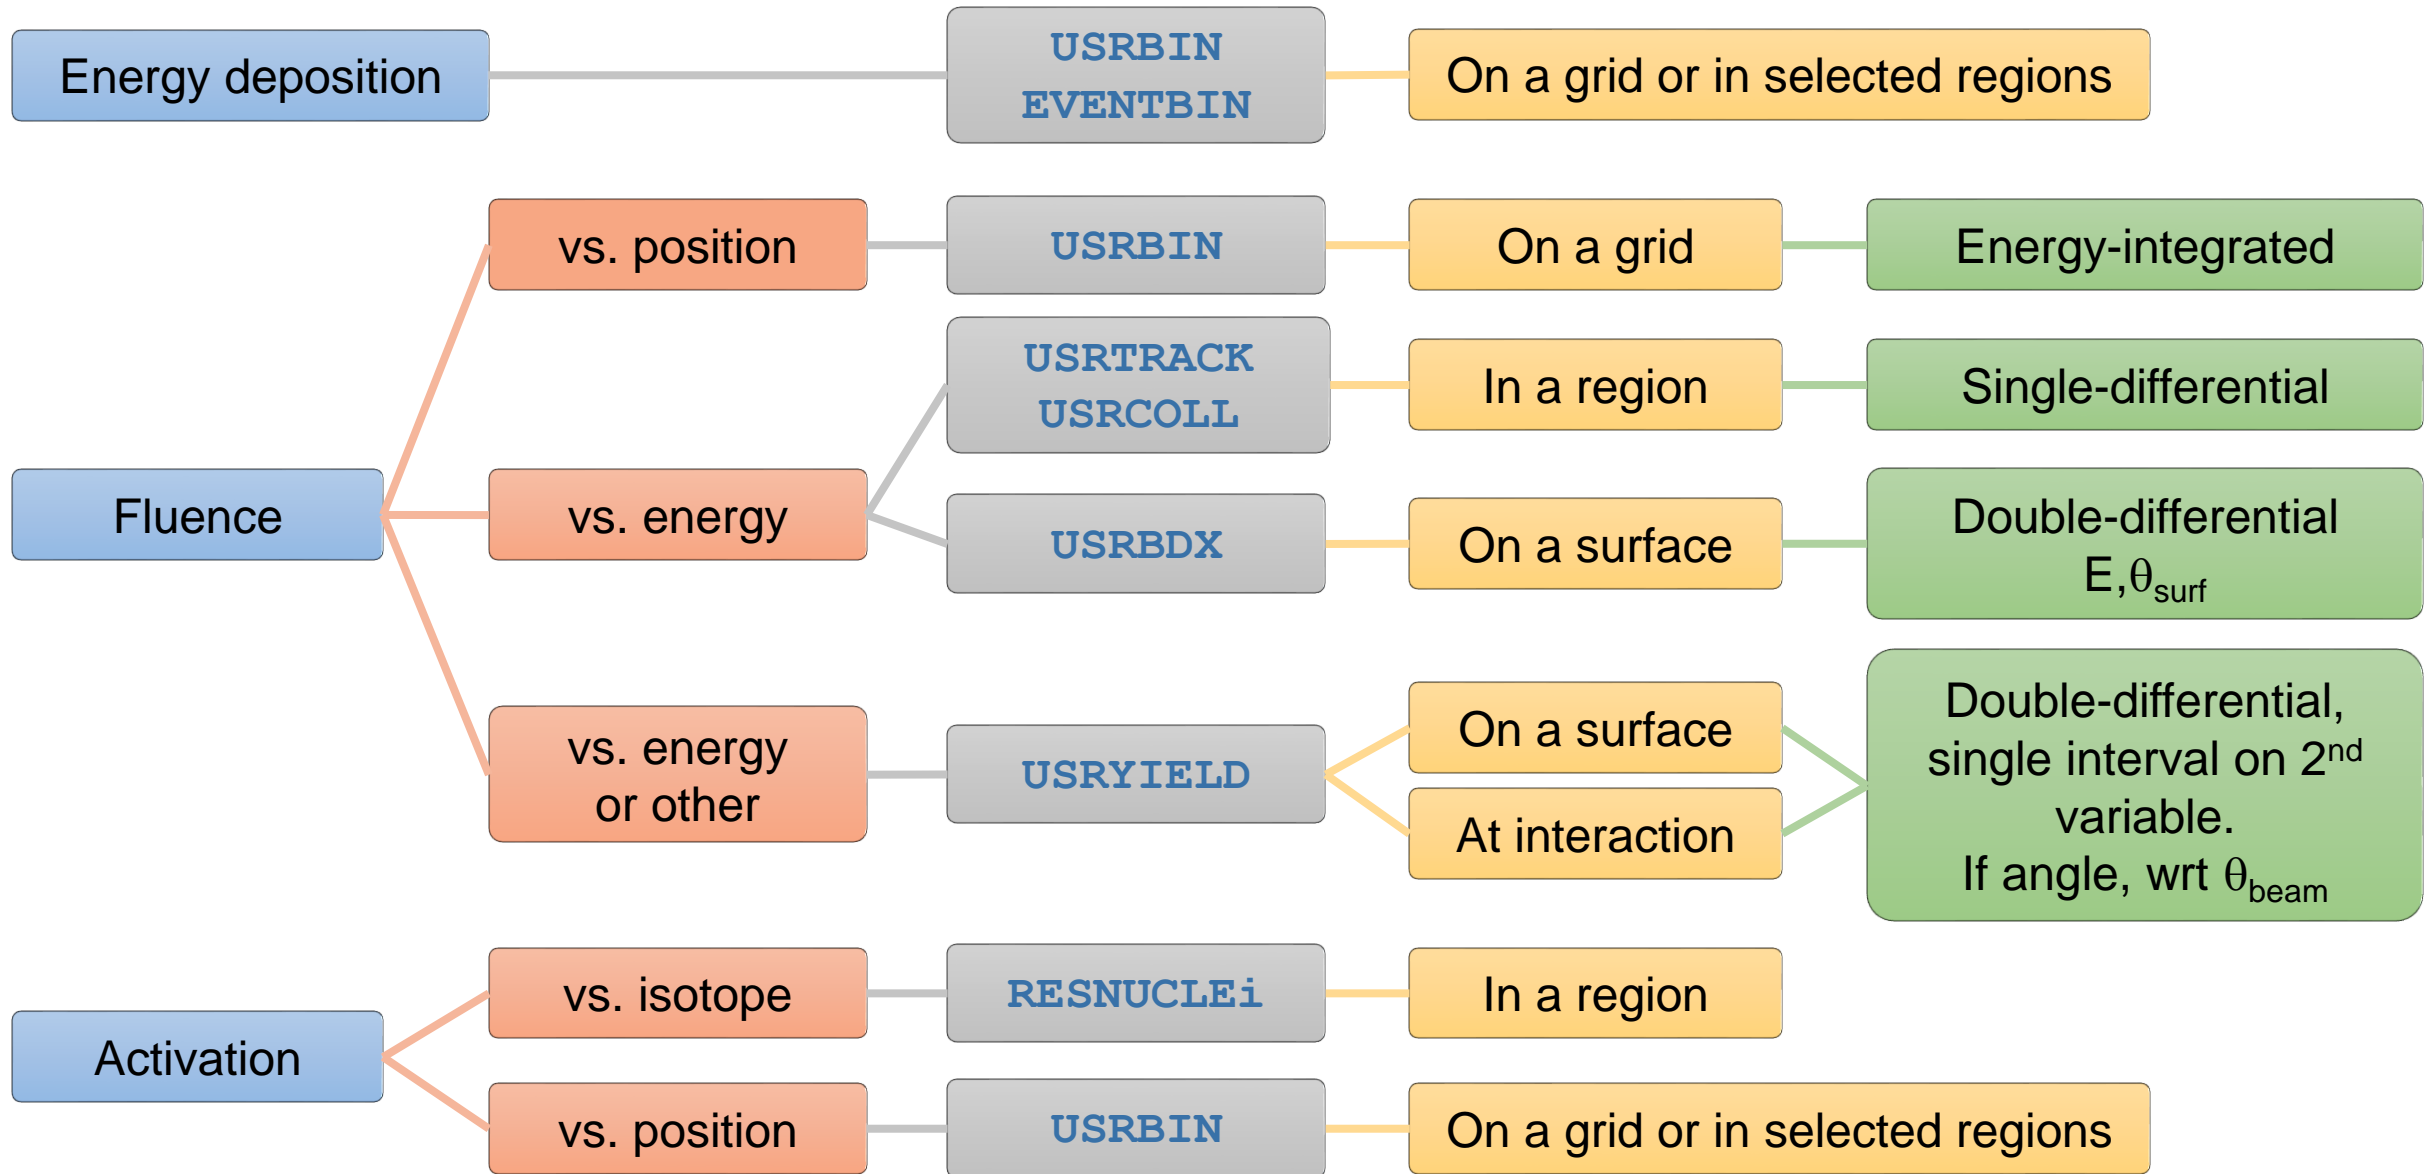 Energy deposition
USRBIN
EVENTBIN
On a grid or in selected regions
Fluence
vs. position
USRBIN
On a grid
Energy-integrated
vs. energy
USRTRACK
USRCOLL
In a region
Single-differential
USRBDX
On a surface
Double-differential
E,θsurf
vs. energy
or other
USRYIELD
On a surface
At interaction
Double-differential,
single interval on 2nd
variable.
If angle, wrt θbeam
Activation
vs. isotope
RESNUCLEi
In a region
vs. position
USRBIN
On a grid or in selected regions